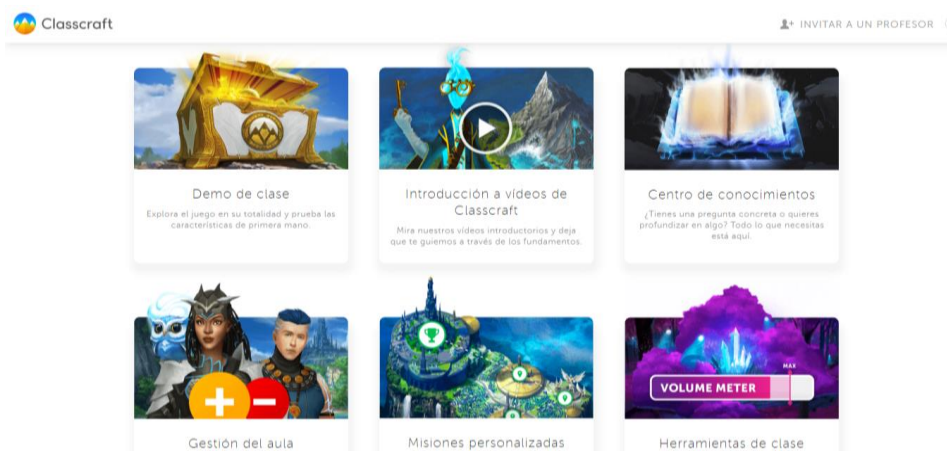 Classcraft
INVITAR A UN PROFESOR
Demo de clase
Explora el juego en su totalidad y prueba las
características de primera mano.
Introducción a vídeos de
Classcraft
Mira nuestros vídeos introductorios y deja
que te guiemos a través de los fundamentos.
Centro de conocimientos
¿Tienes una pregunta concreta o quieres
profundizar en algo? Todo lo que necesitas
está aquí.
Gestión del aula
Misiones personalizadas
MAX
VOLUME METER
Herramientas de clase